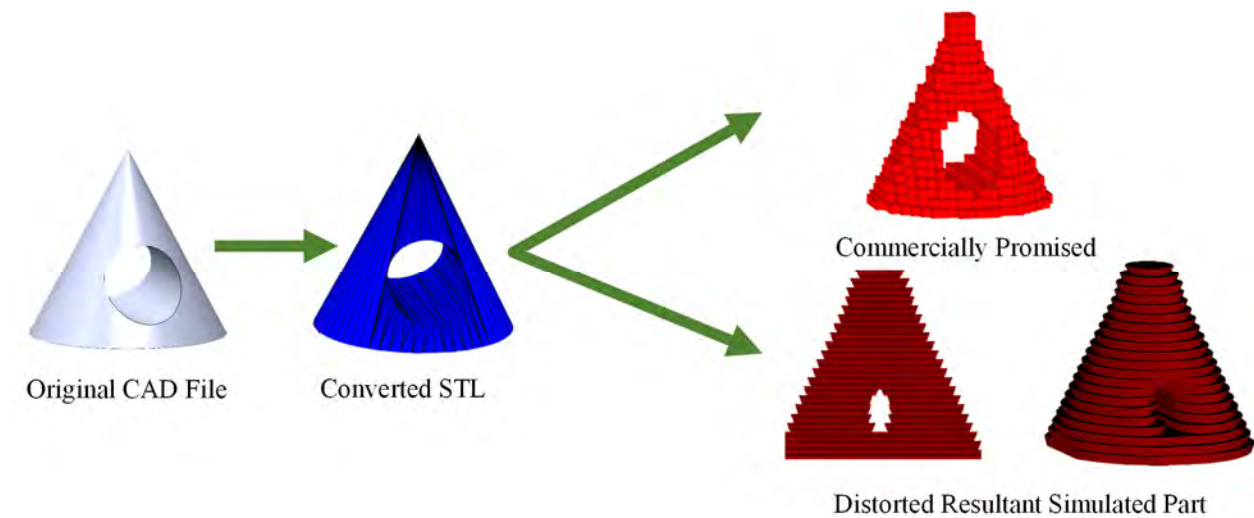 Original CAD File
Converted STL
Commercially Promised
Distorted Resultant Simulated Part